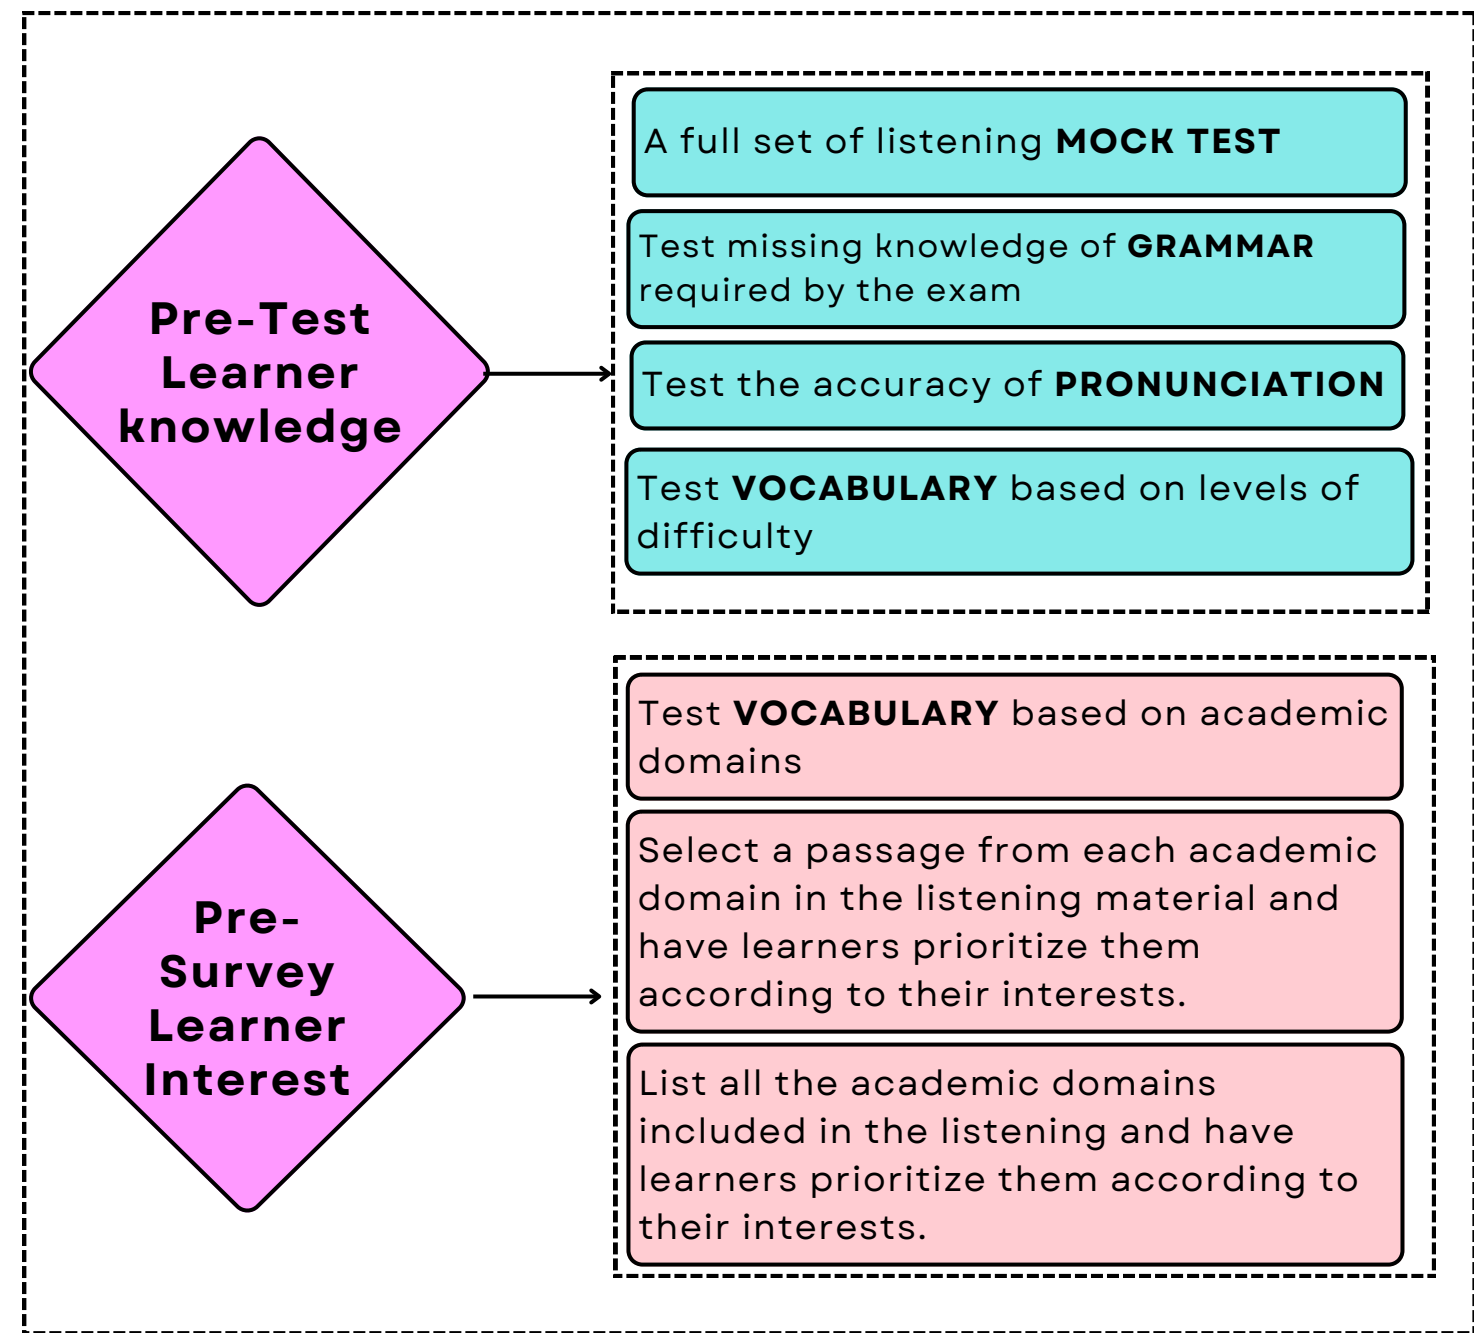 Pre-Test
Learner
knowledge
A full set of listening MOCK TEST
Test missing knowledge of GRAMMAR
required by the exam
Test the accuracy of PRONUNCIATION
Test VOCABULARY based on levels of
difficulty
Pre-
Survey
Learner
Interest
Test VOCABULARY based on academic
domains
Select a passage from each academic
domain in the listening material and
have learners prioritize them
according to their interests.
List all the academic domains
included in the listening and have
learners prioritize them according to
their interests.